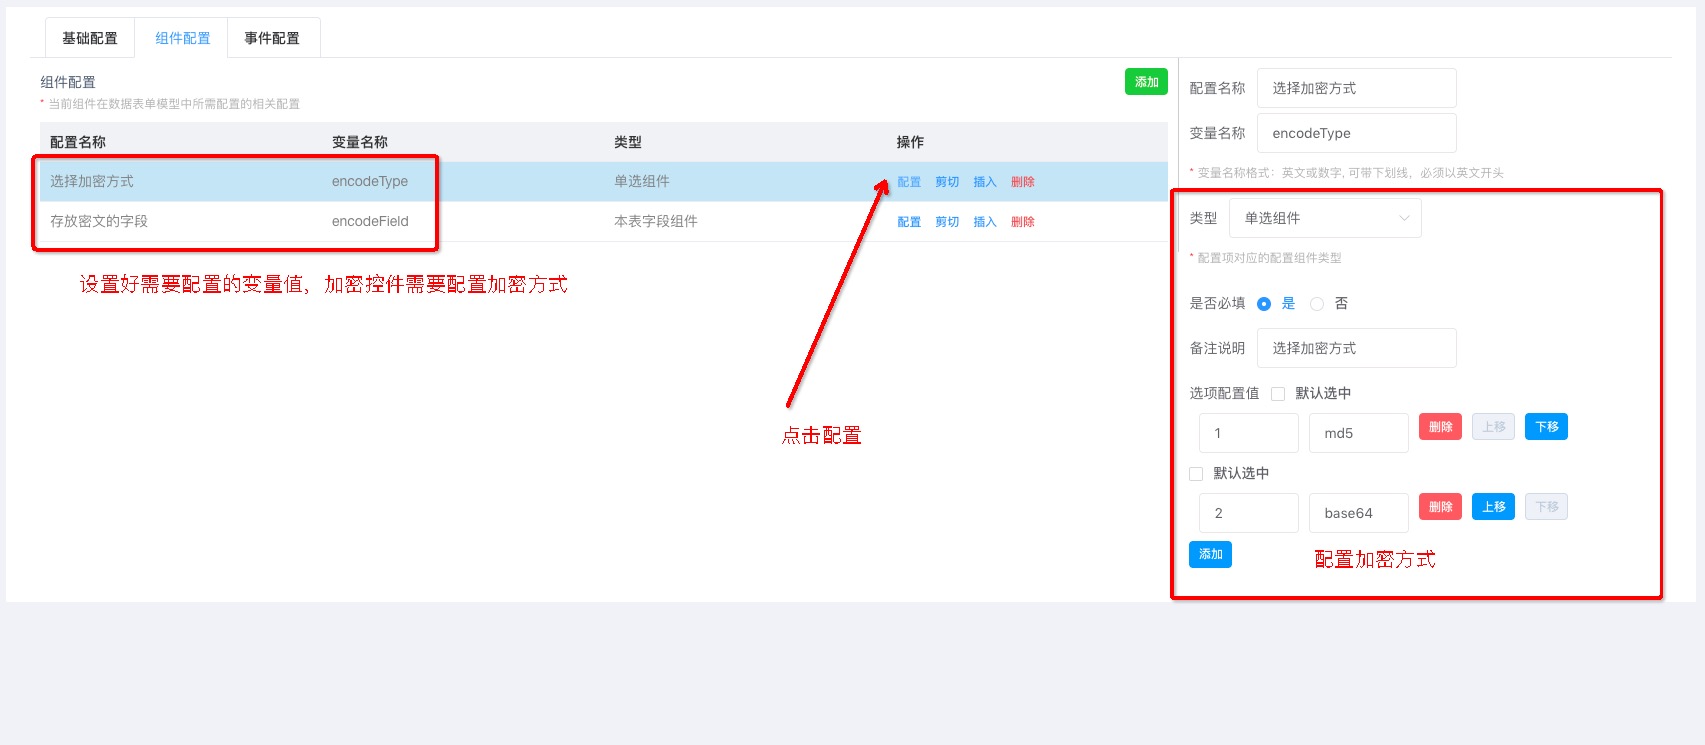 基础配置 组件配置 事件配置
组件配置 添加
* 当前组件在数据表单模型中所需配置的相关配置
配置名称 变量名称 类型 操作
选择加密方式 encodeType 单选组件 配置 剪切 插入 删除
存放密文的字段 encodeField 本表字段组件 配置 剪切 插入 删除
设置好需要配置的变量值, 加密控件需要配置加密方式
点击配置
配置名称 选择加密方式
变量名称 encodeType
* 变量名称格式：英文或数字, 可带下划线，必须以英文开头
类型 单选组件
* 配置项对应的配置组件类型
是否必填 是 否
备注说明 选择加密方式
选项配置值 默认选中
1 md5 删除 上移 下移
默认选中
2 base64 删除 上移 下移
添加
配置加密方式